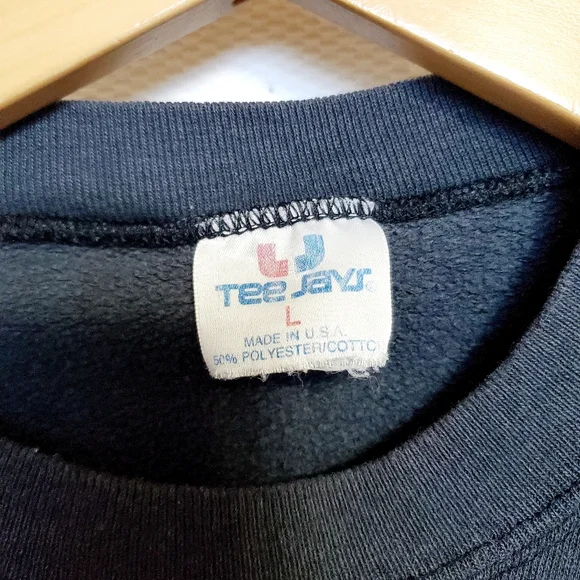 Tee Jays®
L
MADE IN U.S.A.
50% POLYESTER/COTTO